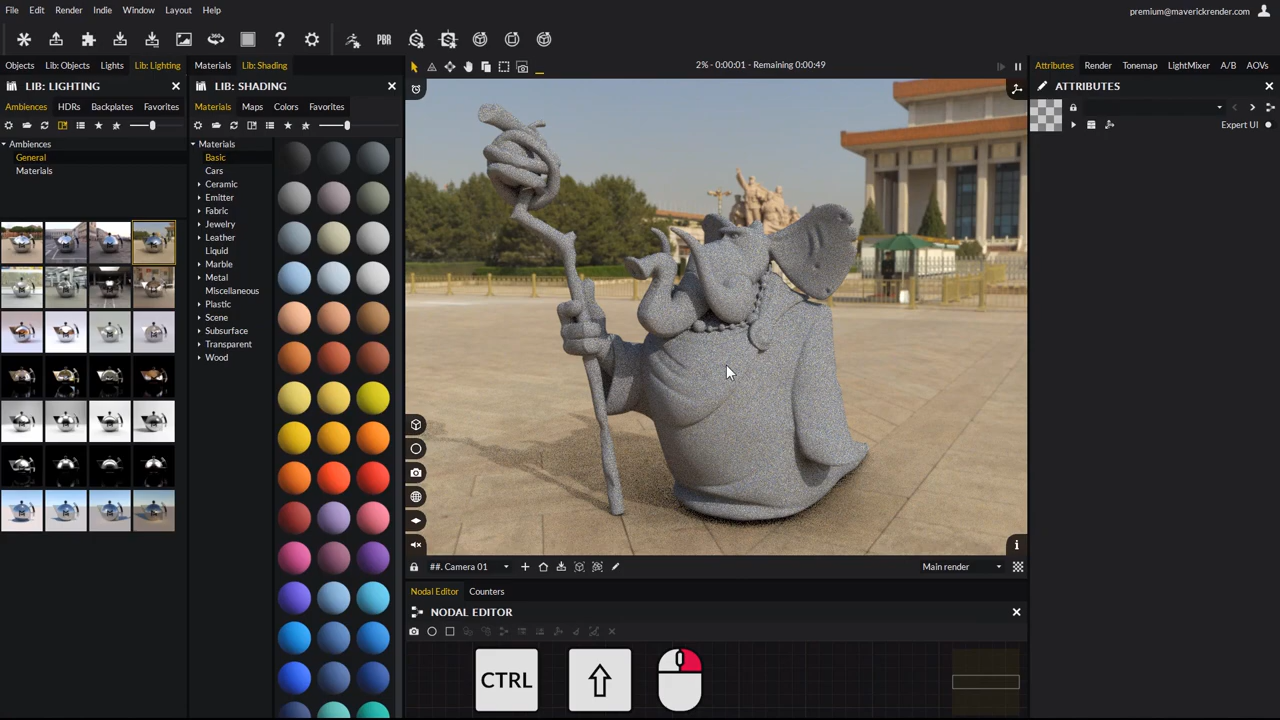 File Edit Render Indie Window Layout Help
premium@maverickrender.com
PBR
Objects Lib: Objects Lights Lib: Lighting Materials Lib: Shading
2% - 0:00:01 - Remaining 0:00:49
Attributes Render Tonemap LightMixer A/B AOVs
LIB: LIGHTING
LIB: SHADING
ATTRIBUTES
Ambiences HDRs Backplates Favorites
Materials Maps Colors Favorites
Expert UI
Ambiences
General
Materials
Materials
Basic
Cars
Ceramic
Emitter
Fabric
Jewelry
Leather
Liquid
Marble
Metal
Miscellaneous
Plastic
Scene
Subsurface
Transparent
Wood
##. Camera 01
Main render
Nodal Editor Counters
NODAL EDITOR
CTRL